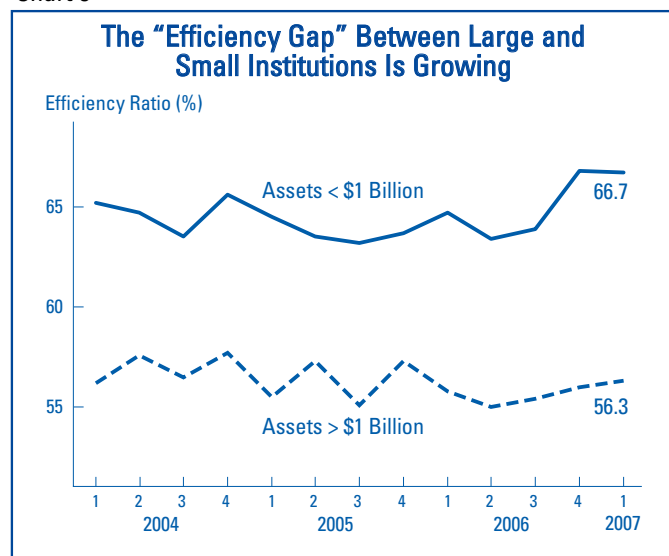 The “Efficiency Gap” Between Large and
Small Institutions Is Growing
Efficiency Ratio (%)
Assets < $1 Billion
66.7
65
60
55
56.3
Assets > $1 Billion
1 2 3 4 1 2 3 4 1 2 3 4 1
2004 2005 2006 2007